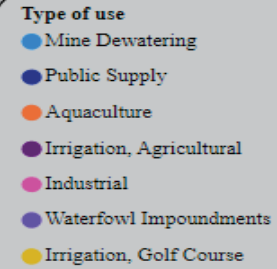 Type of use
Mine Dewatering
Public Supply
Aquaculture
Irrigation, Agricultural
Industrial
Waterfowl Impoundments
Irrigation, Golf Course